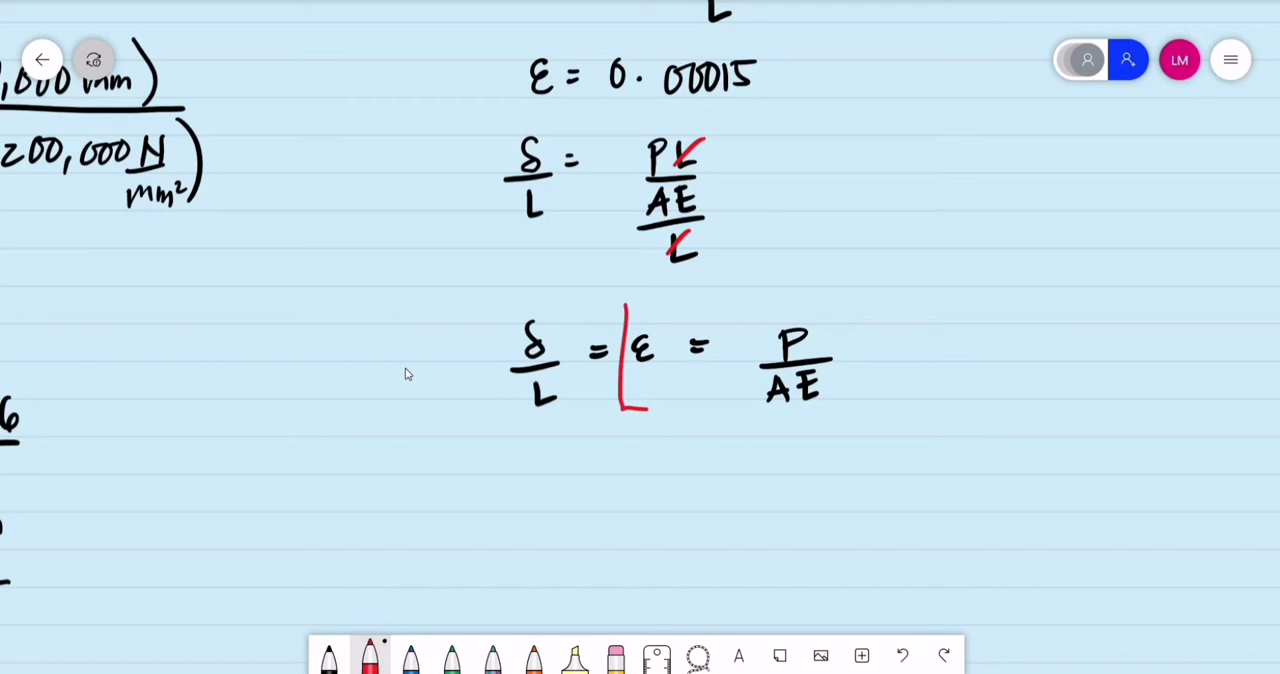 L
,000 mm)
ε = 0.00015
200,000 N/mm²)
δ/L = PL/AE/L
δ/L = ε = P/AE
6
LM
A